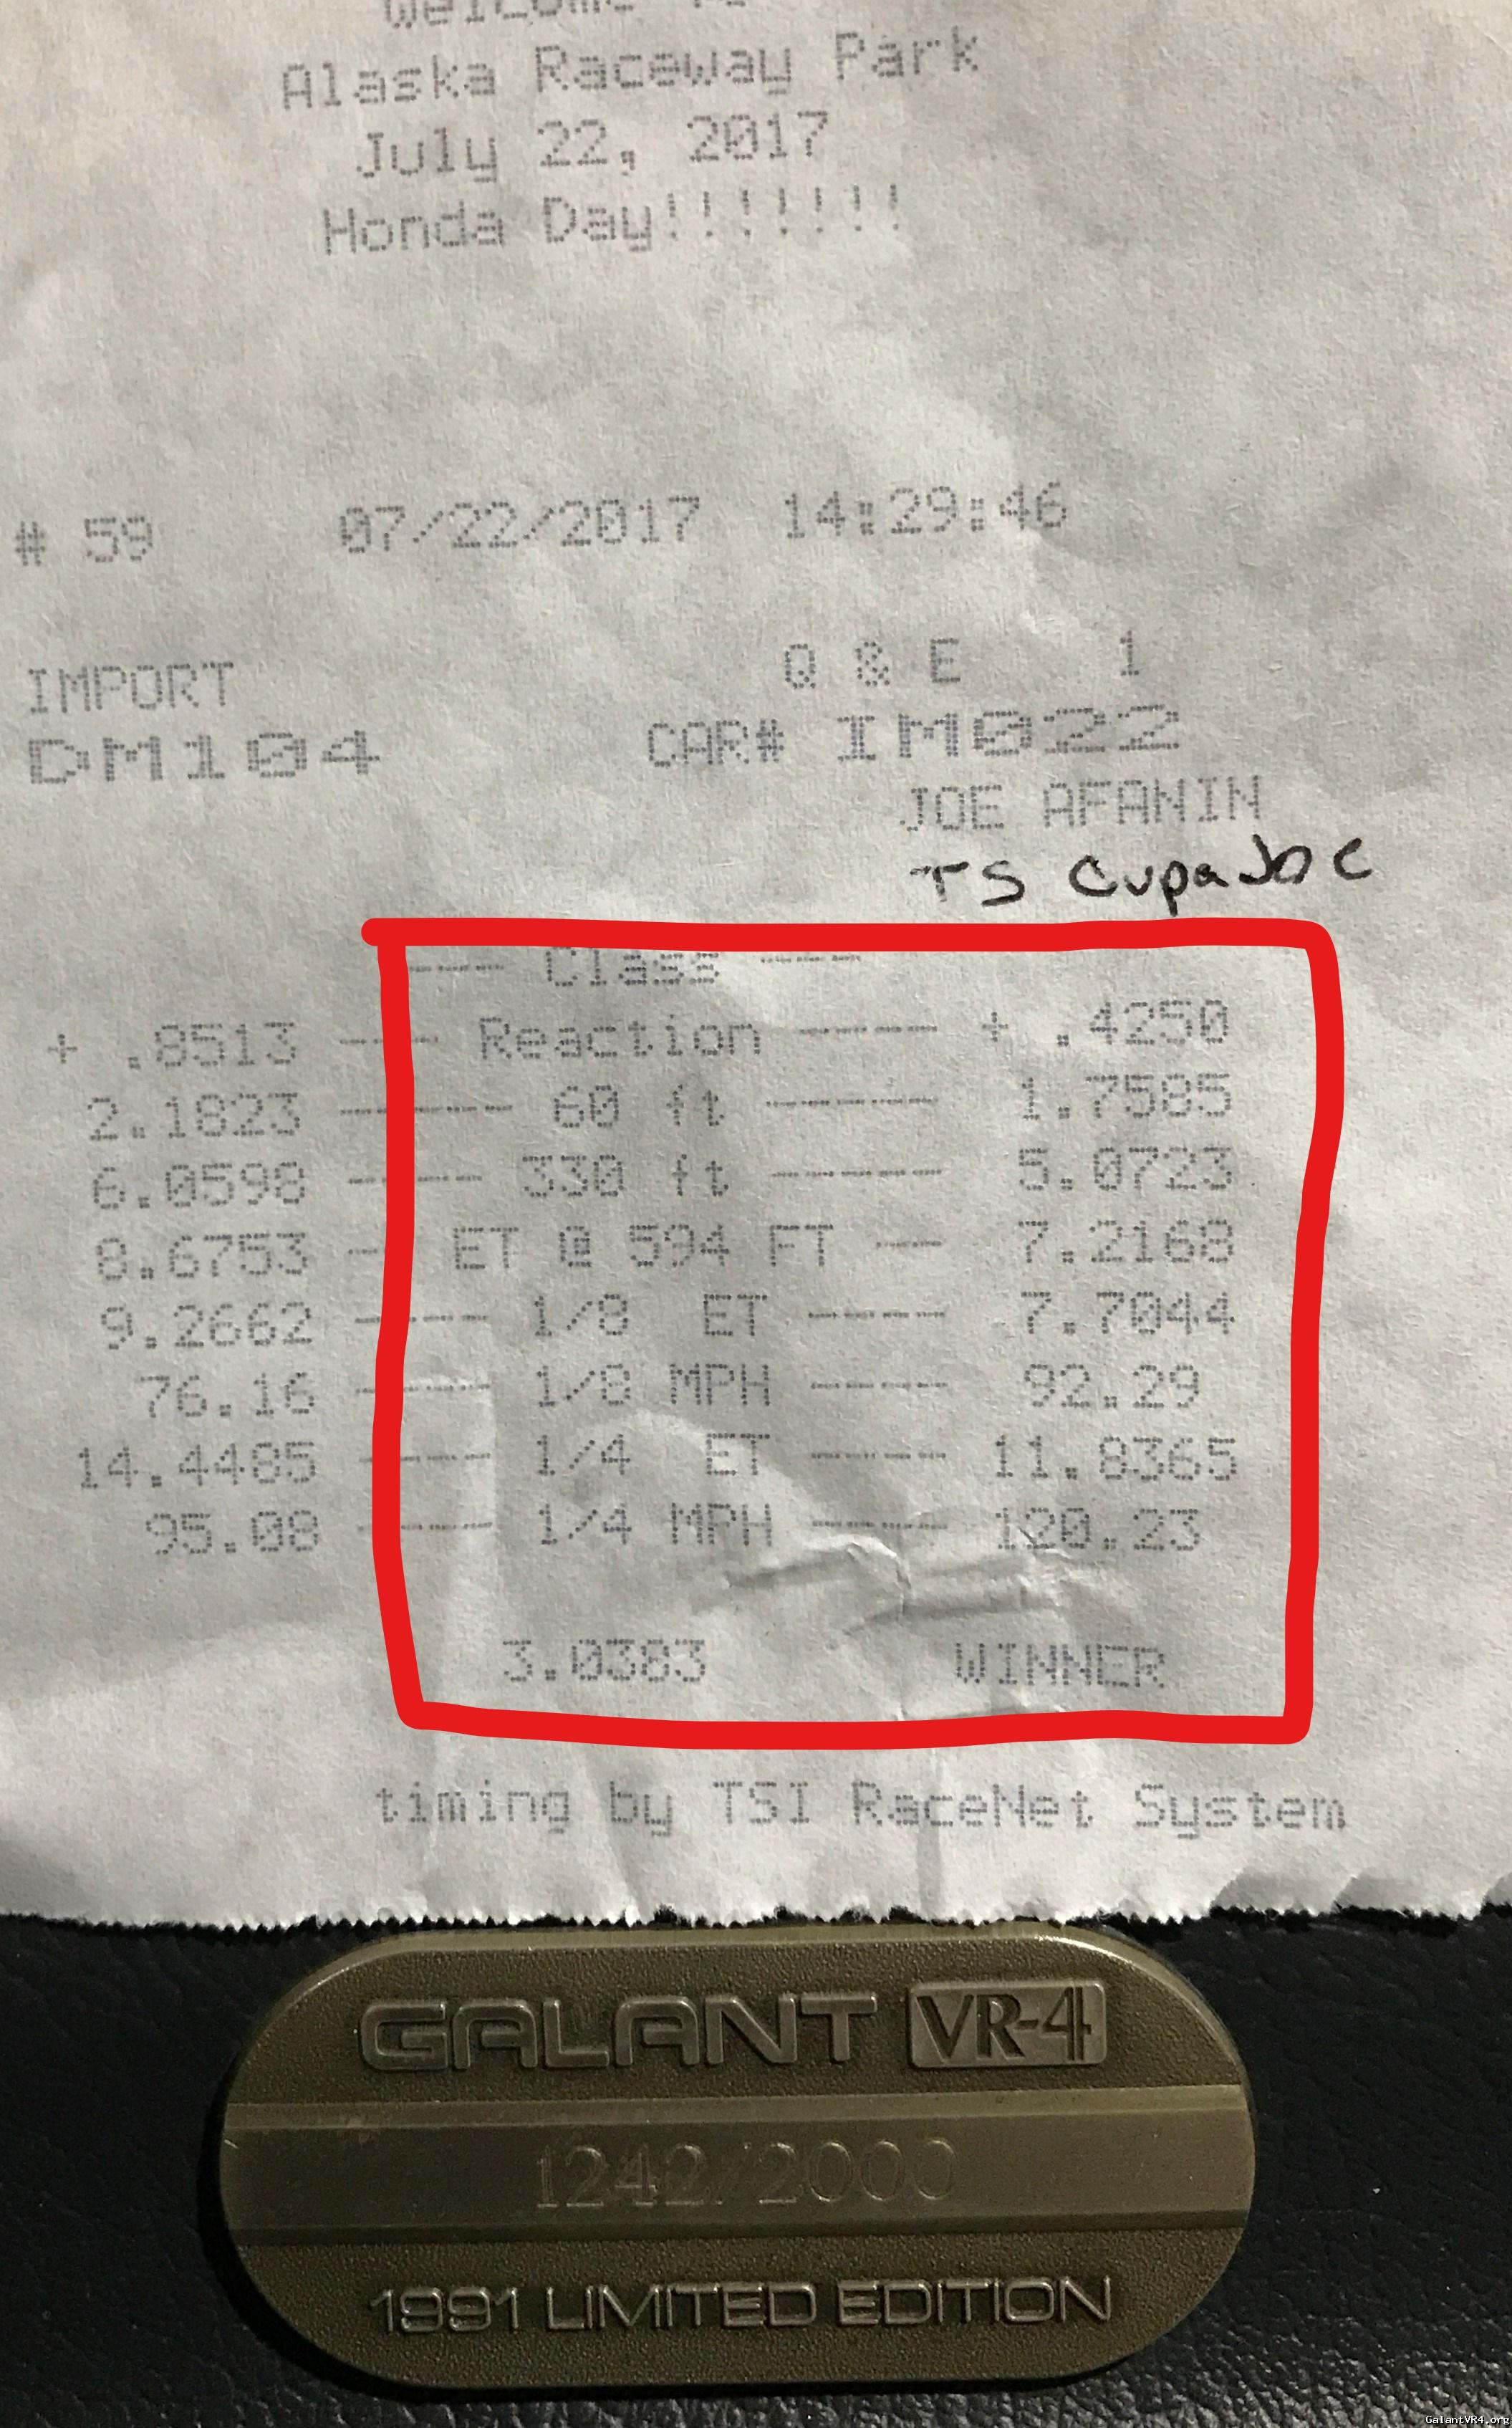 Welcome
Alaska Raceway Park
July 22, 2017
Honda Day!!!!!!!
# 59 07/22/2017 14:29:46
IMPORT Q & E 1
DM104 CAR# IM022
JOE AFANIN
TS CupaJoe
Class
+ .8513 Reaction + .4250
2.1823 60 ft 1.7585
6.0598 330 ft 5.0723
8.6753 ET @ 594 FT 7.2168
9.2662 1/8 ET 7.7044
76.16 1/8 MPH 92.29
14.4485 1/4 ET 11.8365
95.08 1/4 MPH 120.23
3.0383 WINNER
timing by TSI RaceNet System
GALANT VR-4
1242/2000
1991 LIMITED EDITION
GalantVR4.org